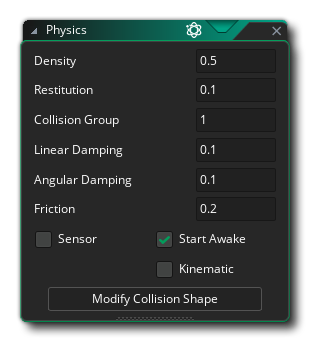 Physics
Density 0.5
Restitution 0.1
Collision Group 1
Linear Damping 0.1
Angular Damping 0.1
Friction 0.2
Sensor Start Awake
Kinematic
Modify Collision Shape